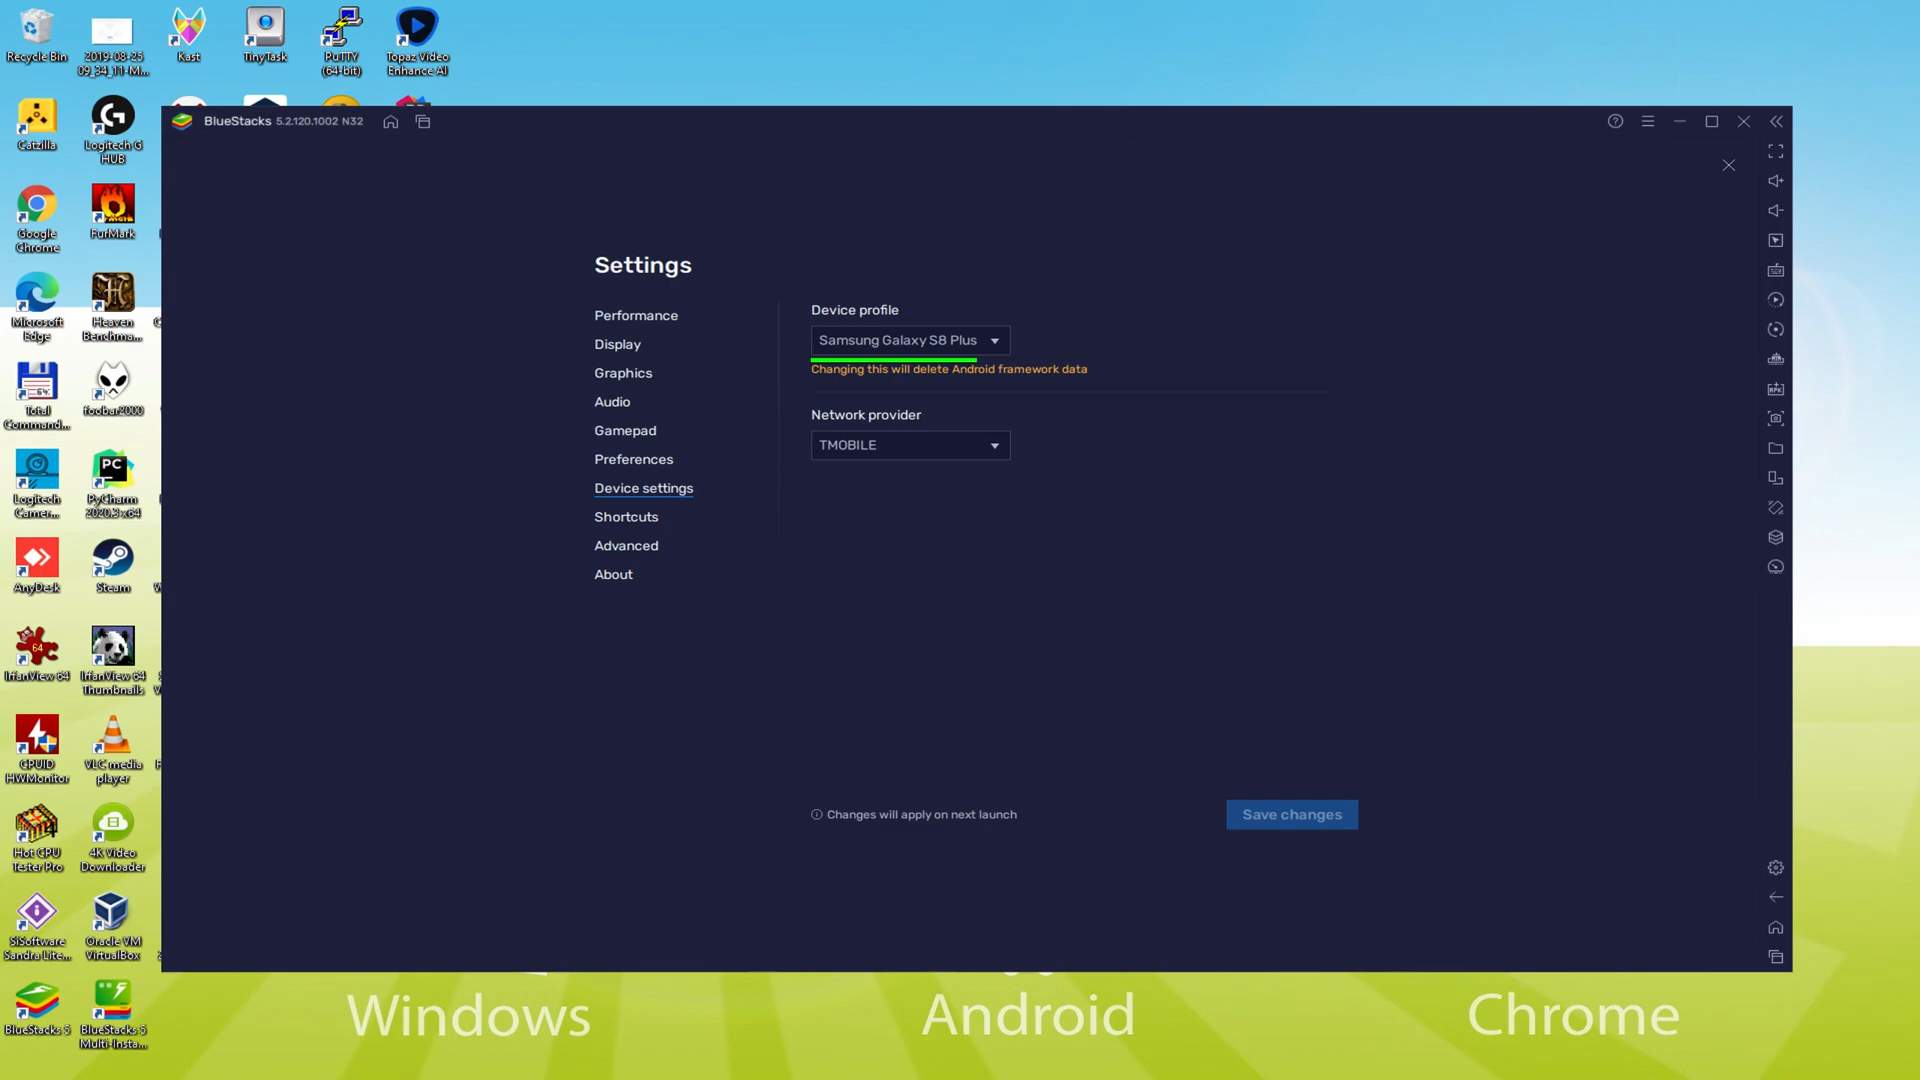 Recycle Bin
2019-08-25
09_34_11-M...
Kast
TinyTask
PuTTY
(64-bit)
Topaz Video
Enhance AI
Catzilla
Logitech G
HUB
BlueStacks 5.2.120.1002 N32
Google
Chrome
FurMark
Microsoft
Edge
Heaven
Benchma...
Total
Command...
foobar2000
Logitech
Camer...
PyCharm
2020.3 x64
AnyDesk
Steam
IrfanView 64
IrfanView 64
Thumbnails
CPUID
HWMonitor
VLC media
player
Hot CPU
Tester Pro
4K Video
Downloader
SiSoftware
Sandra Lite...
Oracle VM
VirtualBox
BlueStacks 5
BlueStacks 5
Multi-Insta...
Settings
Performance
Display
Graphics
Audio
Gamepad
Preferences
Device settings
Shortcuts
Advanced
About
Device profile
Samsung Galaxy S8 Plus
Changing this will delete Android framework data
Network provider
TMOBILE
Changes will apply on next launch
Save changes
Windows
Android
Chrome